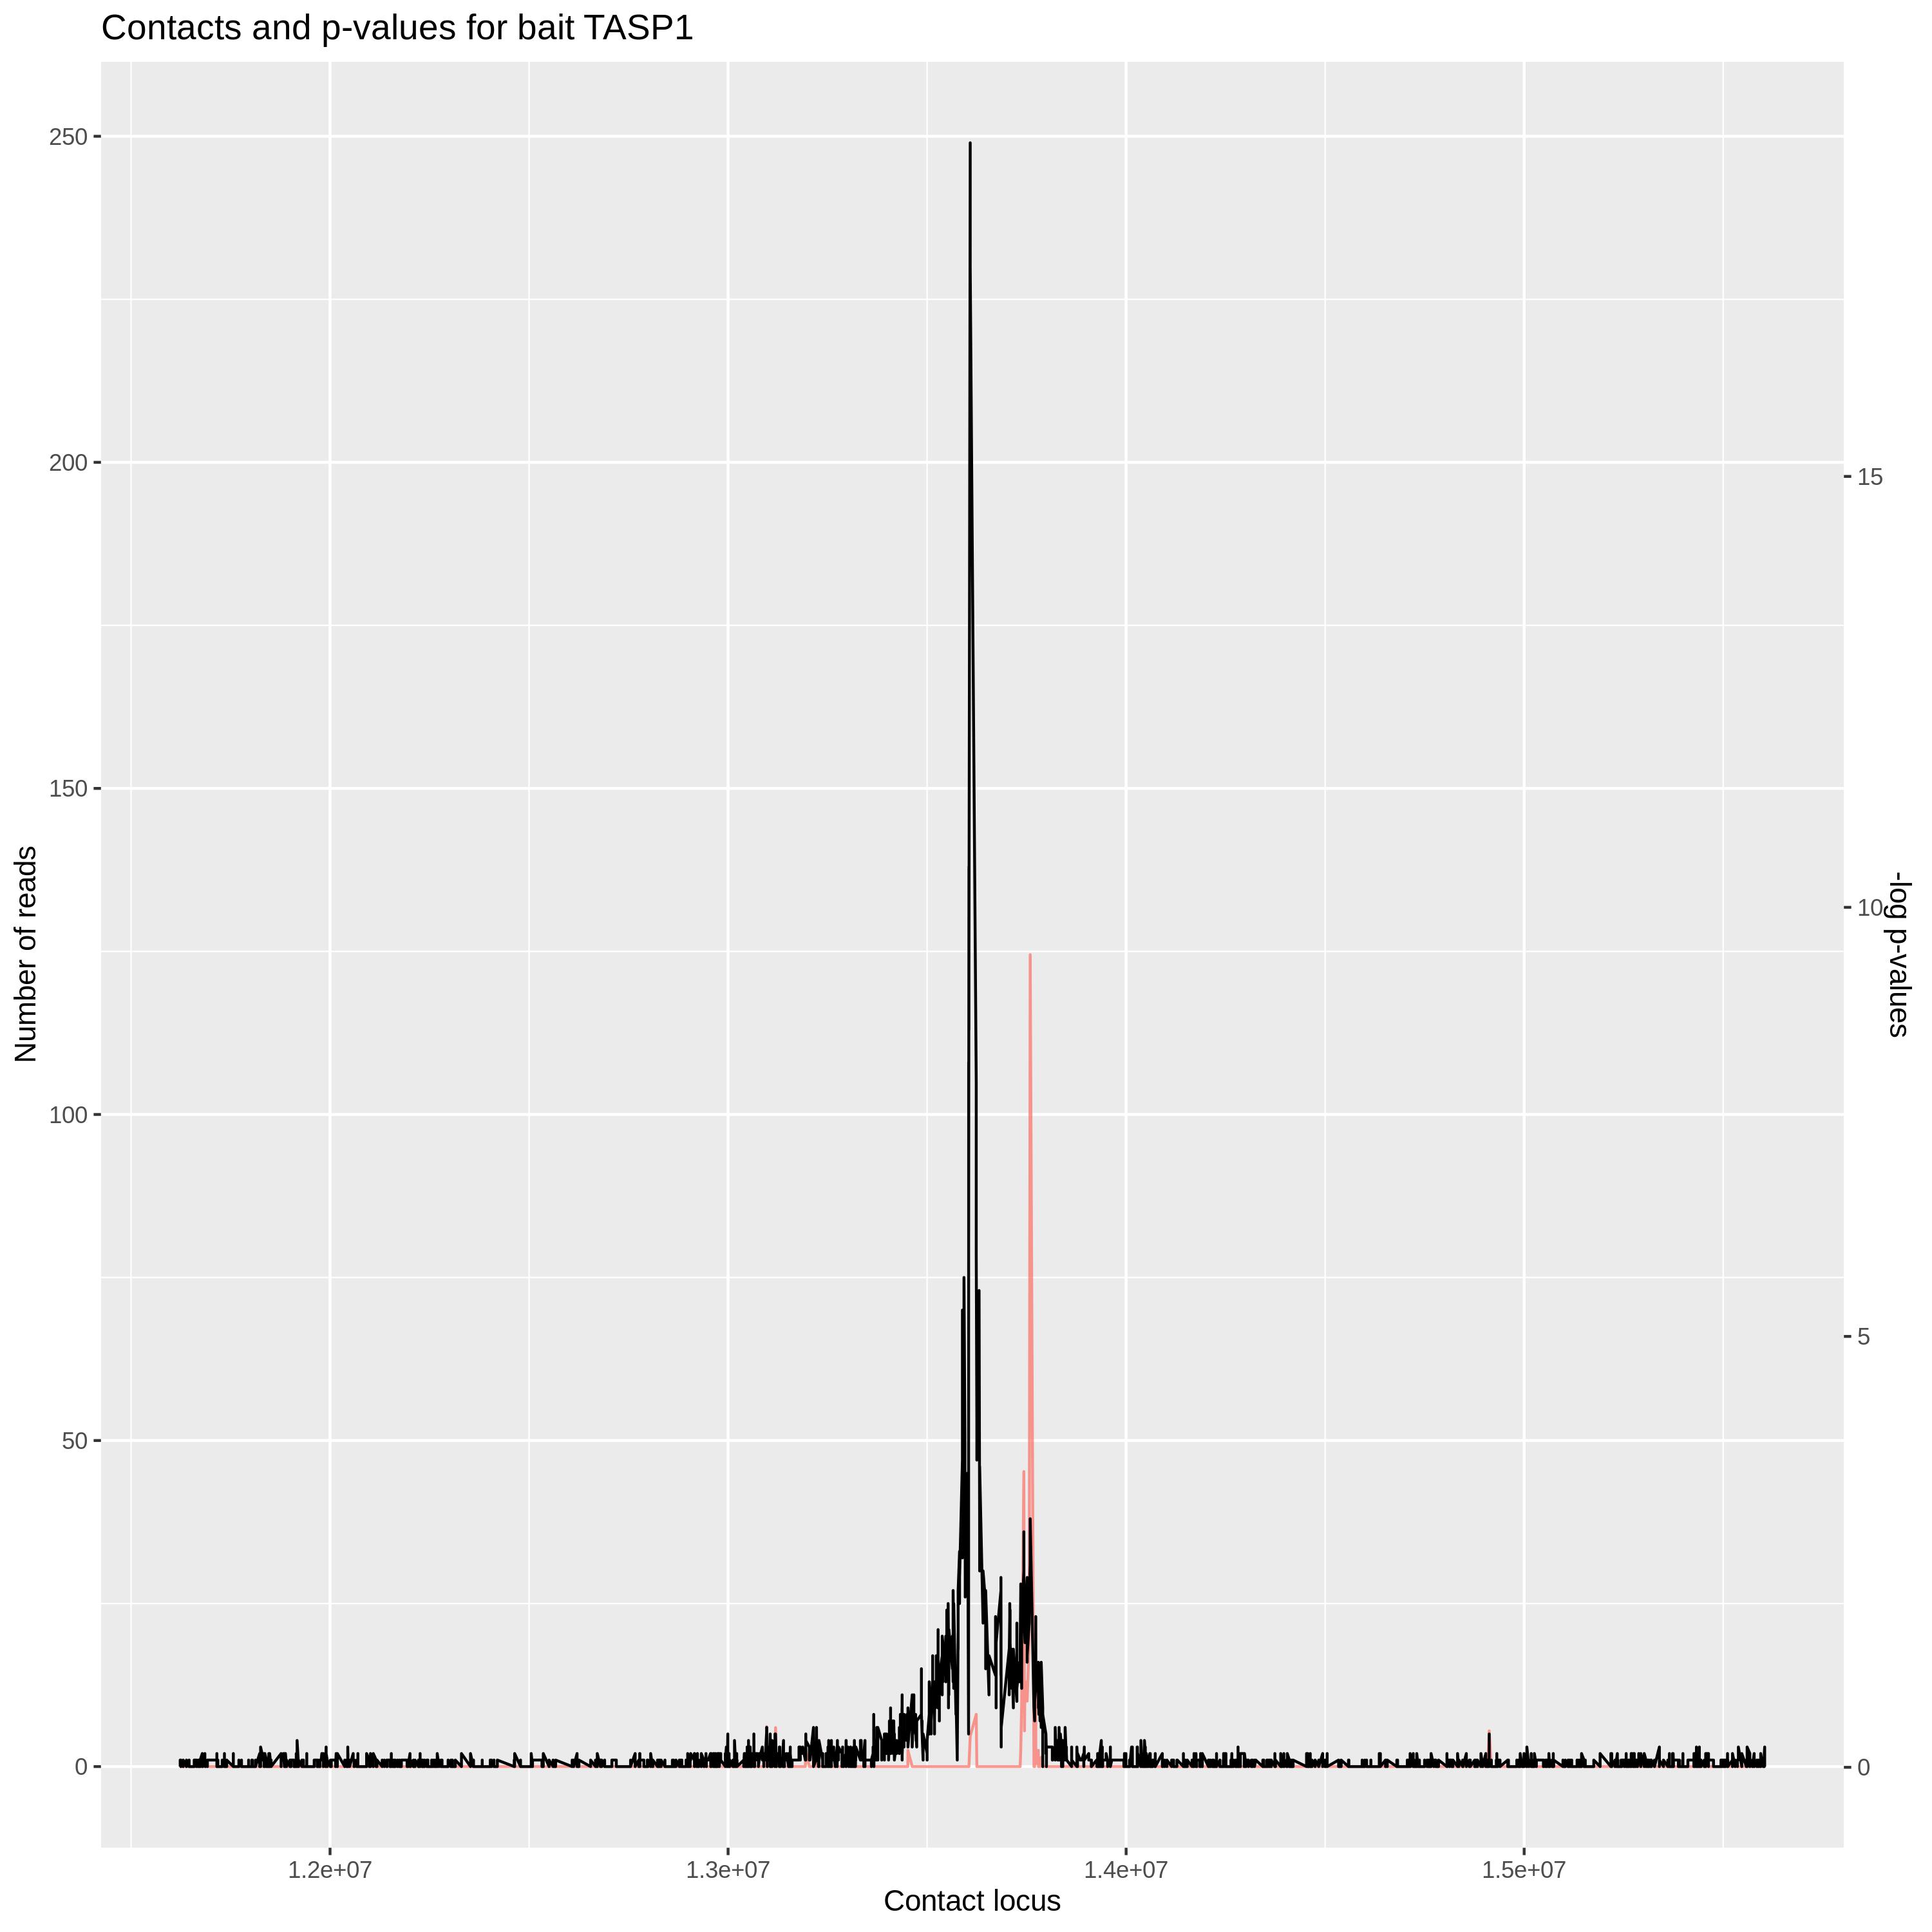 Contacts and p-values for bait TASP1
250
200
150
100
50
0
Number of reads
15
10
5
0
-log p-values
1.2e+07
1.3e+07
1.4e+07
1.5e+07
Contact locus